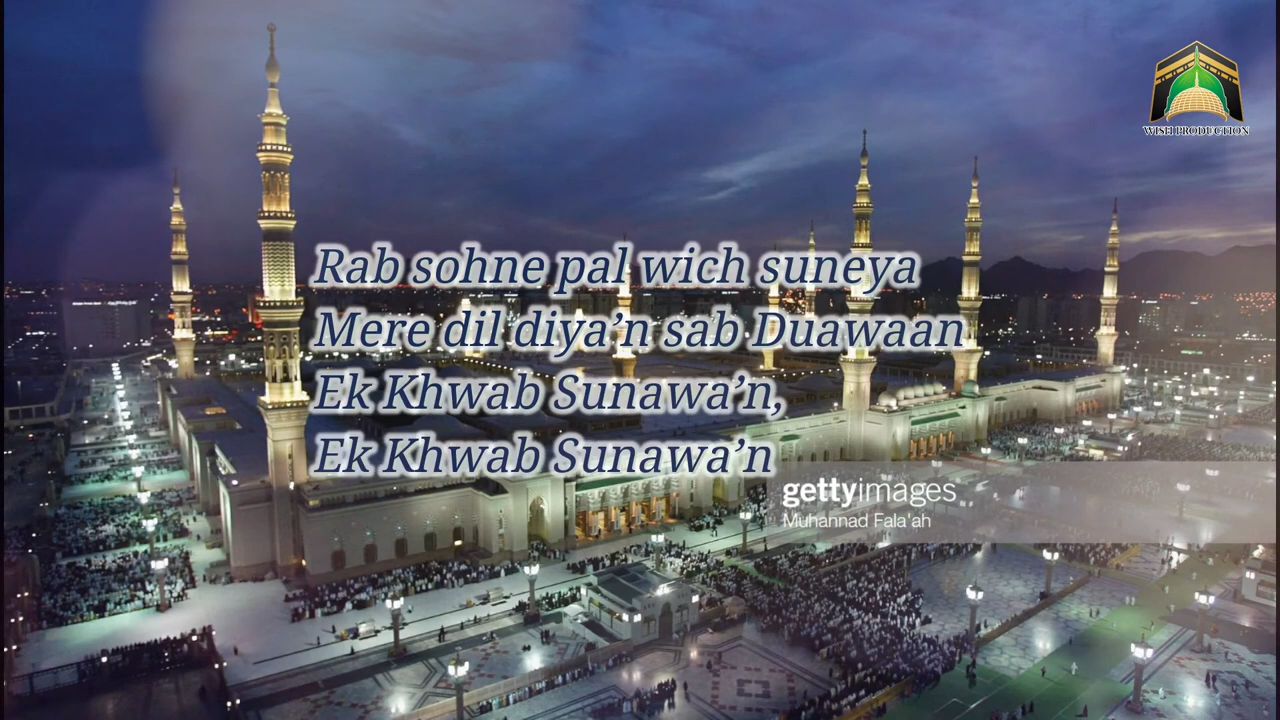 WISH PRODUCTION
Rab sohne pal wich suneya
Mere dil diya’n sab Duawaan
Ek Khwab Sunawa’n,
Ek Khwab Sunawa’n
gettyimages
Muhannad Fala'ah